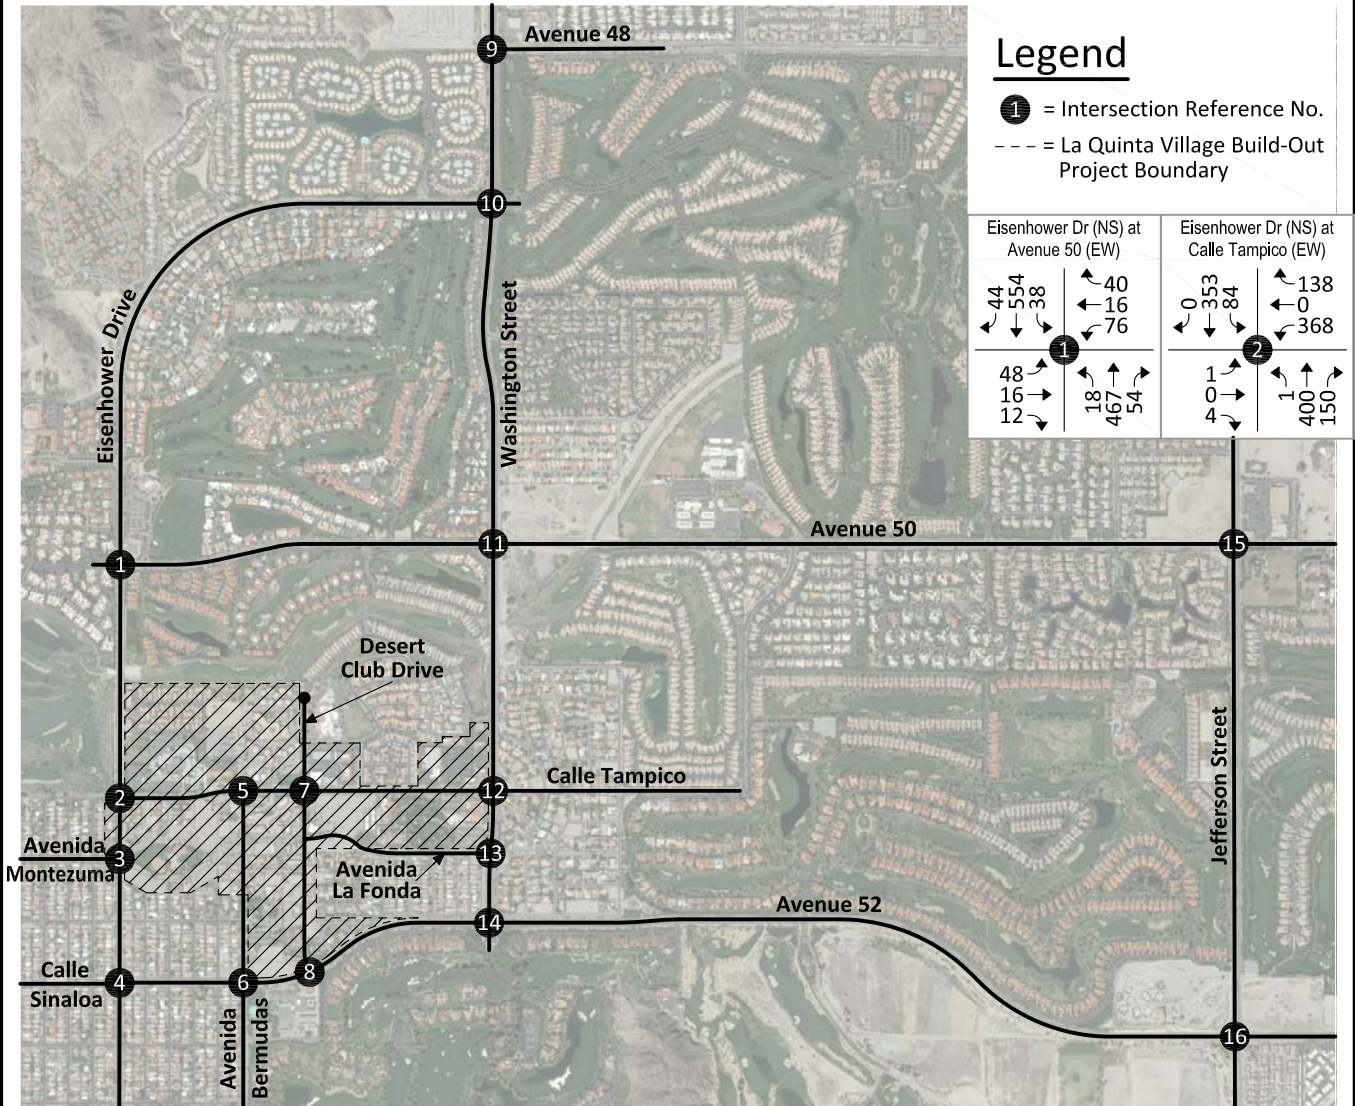 Avenue 48
9
Legend
1 = Intersection Reference No.
= La Quinta Village Build-Out
Project Boundary
10
Eisenhower Dr (NS) at
Avenue 50 (EW)
44
554
38
40
16
76
1
48
16
12
18
467
54
Eisenhower Dr (NS) at
Calle Tampico (EW)
0
353
84
138
0
368
2
1
0
4
1
400
150
Eisenhower Drive
Washington Street
Avenue 50
11
15
1
Desert
Club Drive
Calle Tampico
2
5
7
12
Jefferson Street
Avenida
Montezuma
3
Avenida
La Fonda
13
Avenue 52
14
Calle
Sinaloa
4
6
8
Avenida
Bermudas
16